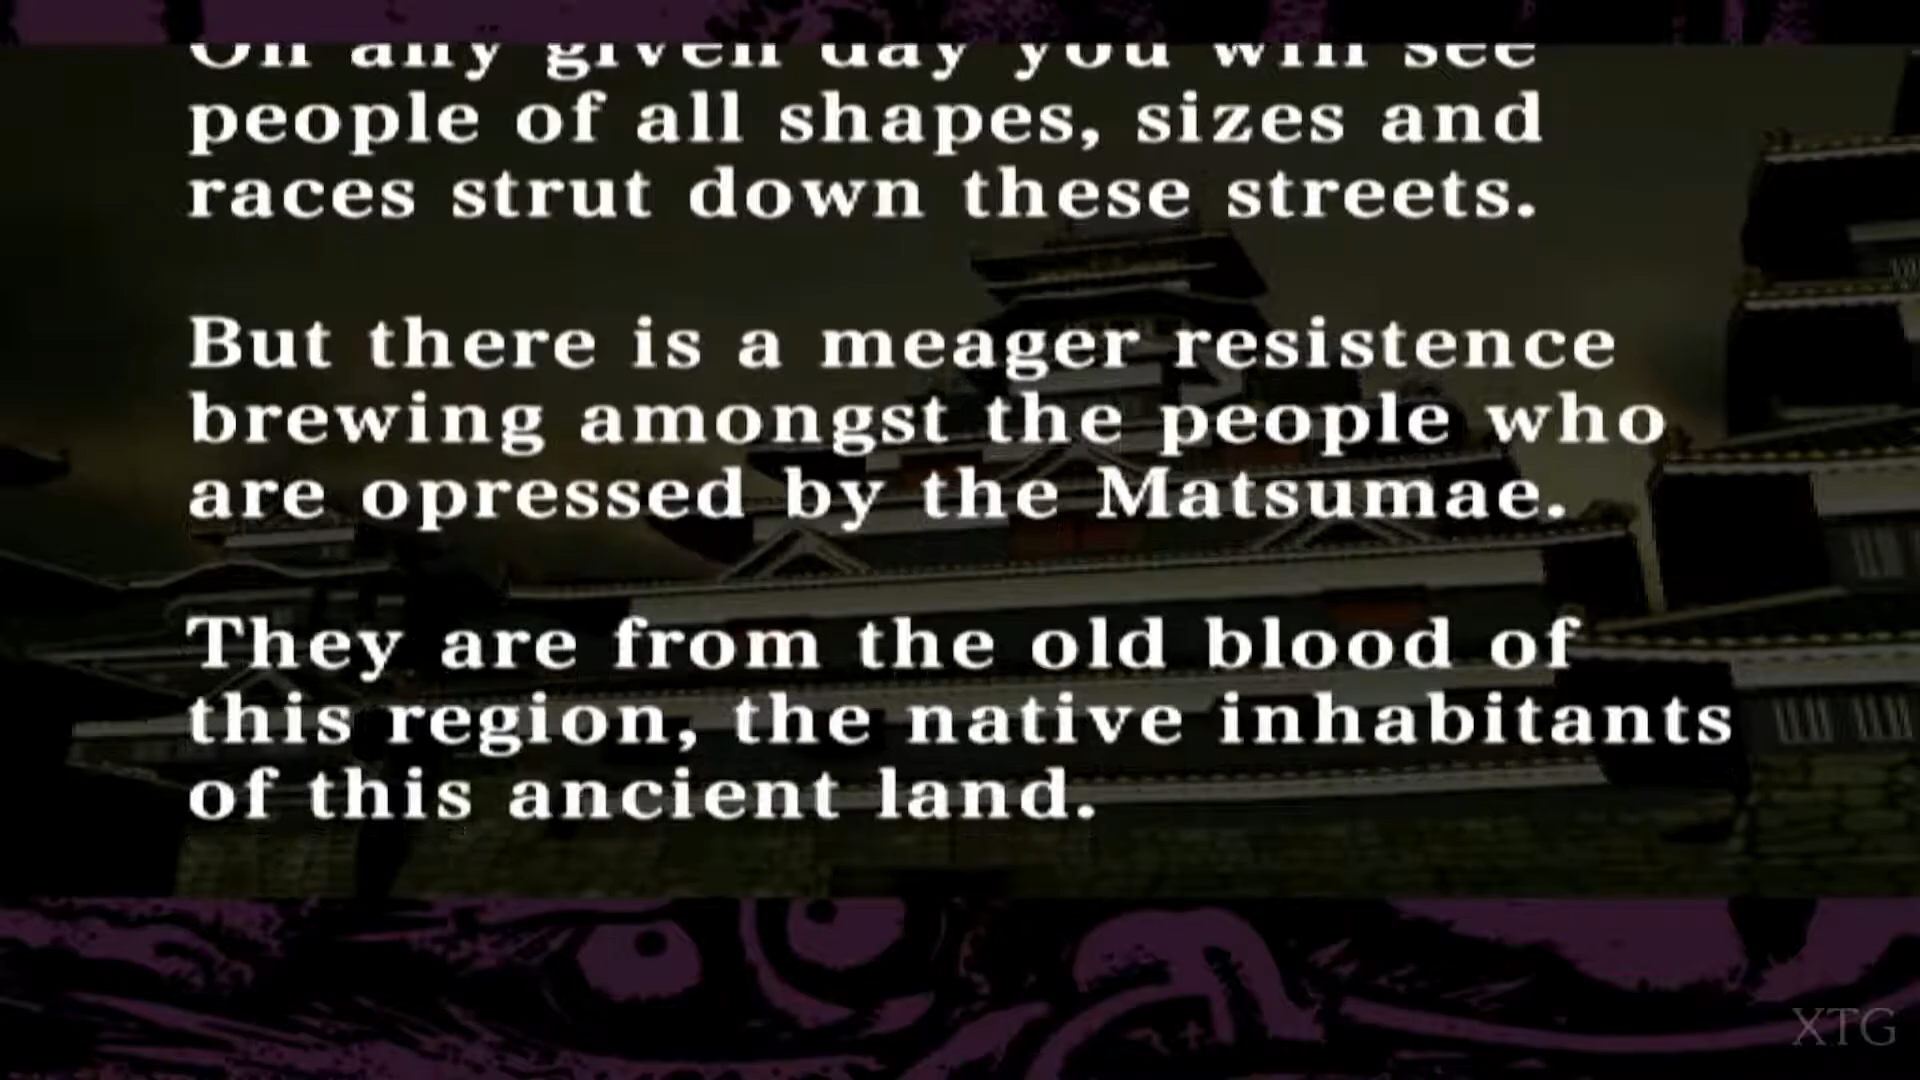 On any given day you will see
people of all shapes, sizes and
races strut down these streets.
But there is a meager resistence
brewing amongst the people who
are opressed by the Matsumae.
They are from the old blood of
this region, the native inhabitants
of this ancient land.
XTG